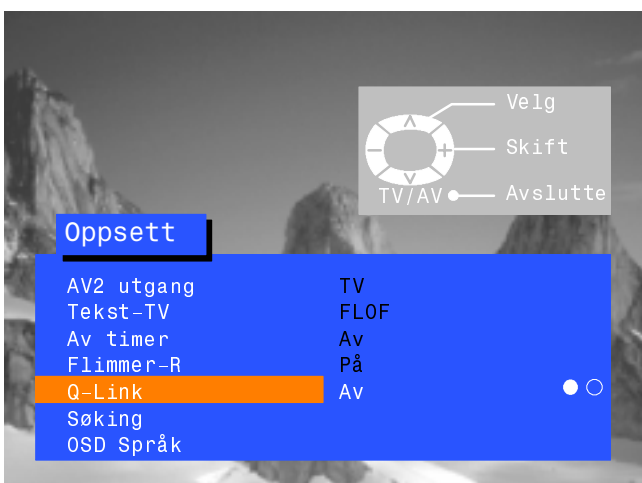 Velg
Skift
TV/AV Avslutte
Oppsett
AV2 utgang TV
Tekst-TV FLOF
Av timer Av
Flimmer-R På
Q-Link Av
Søking
OSD Språk